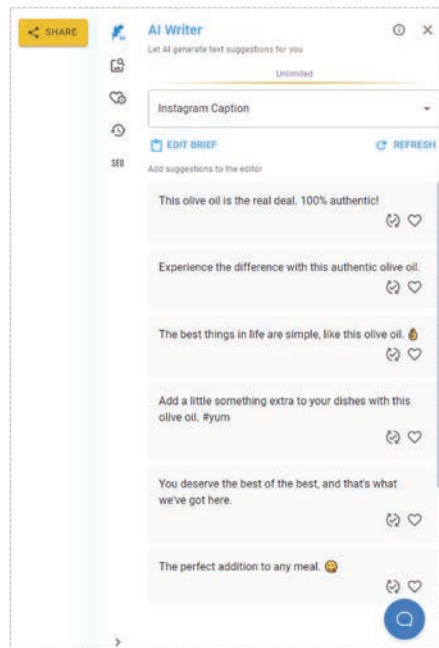 SHARE
AI
AI Writer
Let AI generate text suggestions for you
Unlimited
Instagram Caption
EDIT BRIEF
REFRESH
SEO
Add suggestions to the editor
This olive oil is the real deal. 100% authentic!
Experience the difference with this authentic olive oil.
The best things in life are simple, like this olive oil. 👌
Add a little something extra to your dishes with this
olive oil. #yum
You deserve the best of the best, and that's what
we've got here.
The perfect addition to any meal. 😋